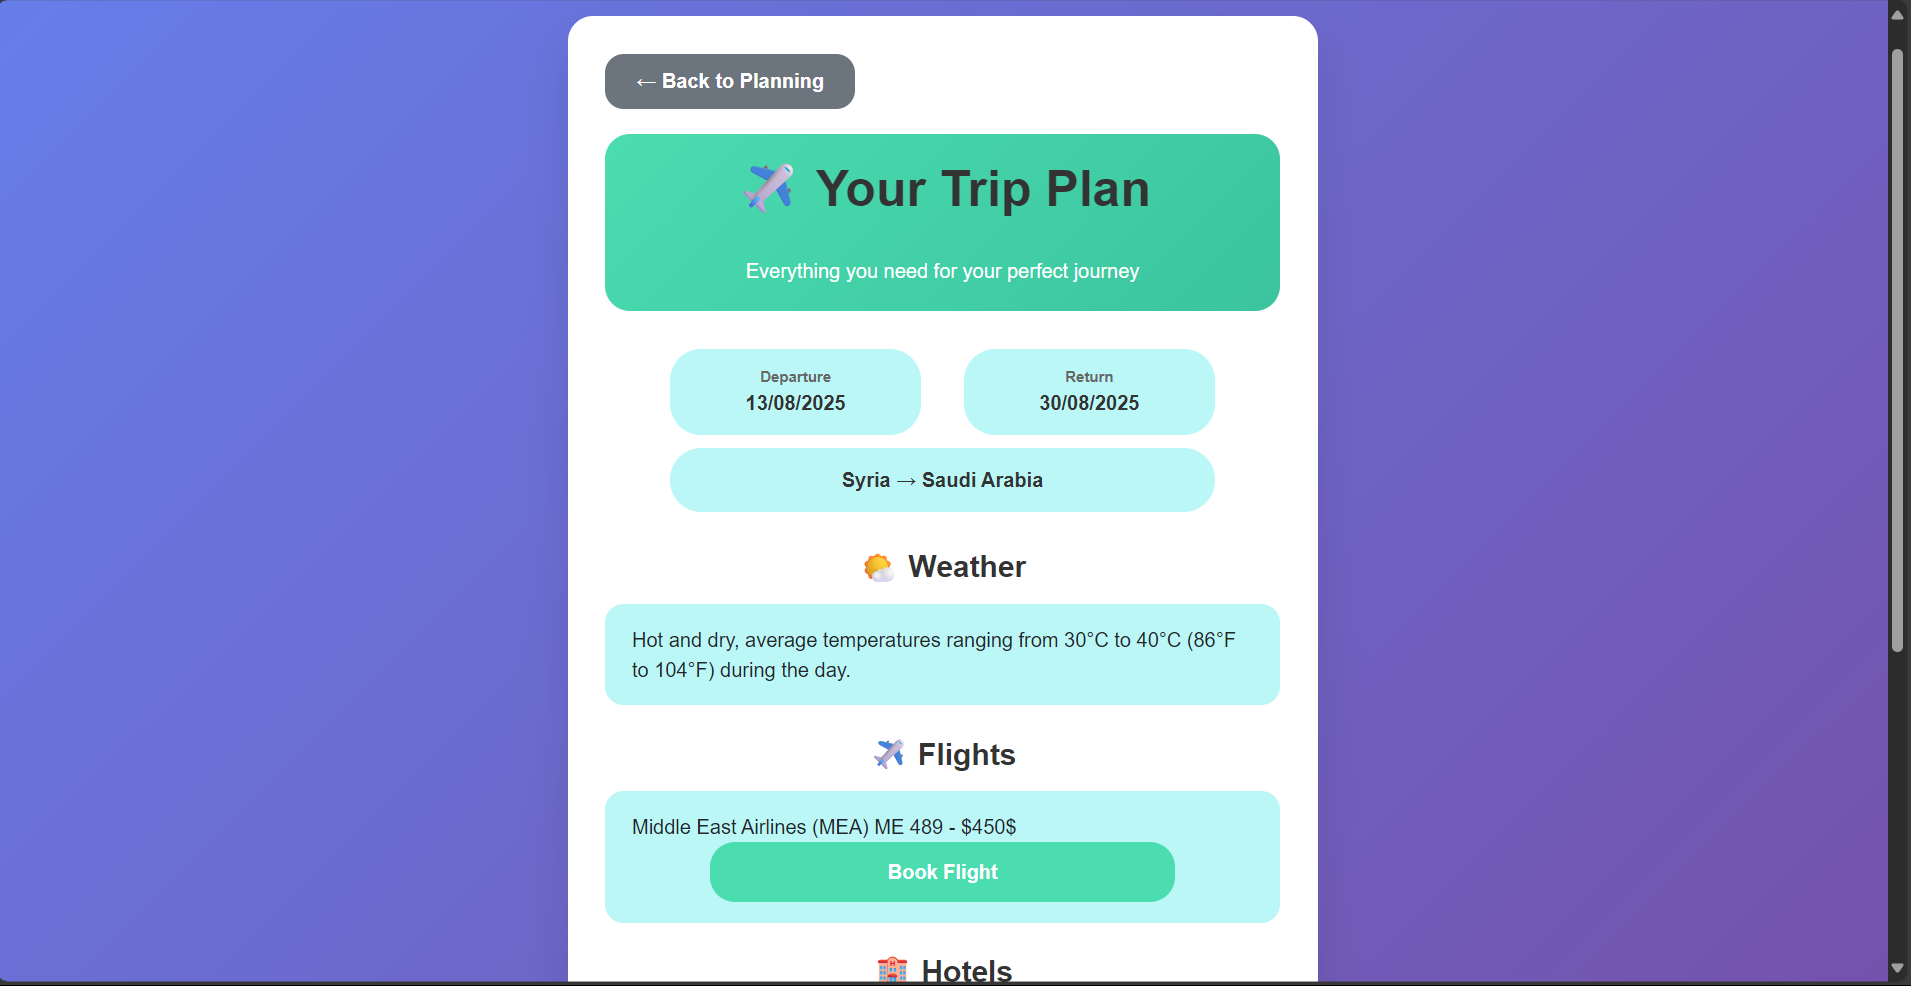 ← Back to Planning
Your Trip Plan
Everything you need for your perfect journey
Departure
13/08/2025
Return
30/08/2025
Syria → Saudi Arabia
Weather
Hot and dry, average temperatures ranging from 30°C to 40°C (86°F
to 104°F) during the day.
Flights
Middle East Airlines (MEA) ME 489 - $450$
Book Flight
Hotels